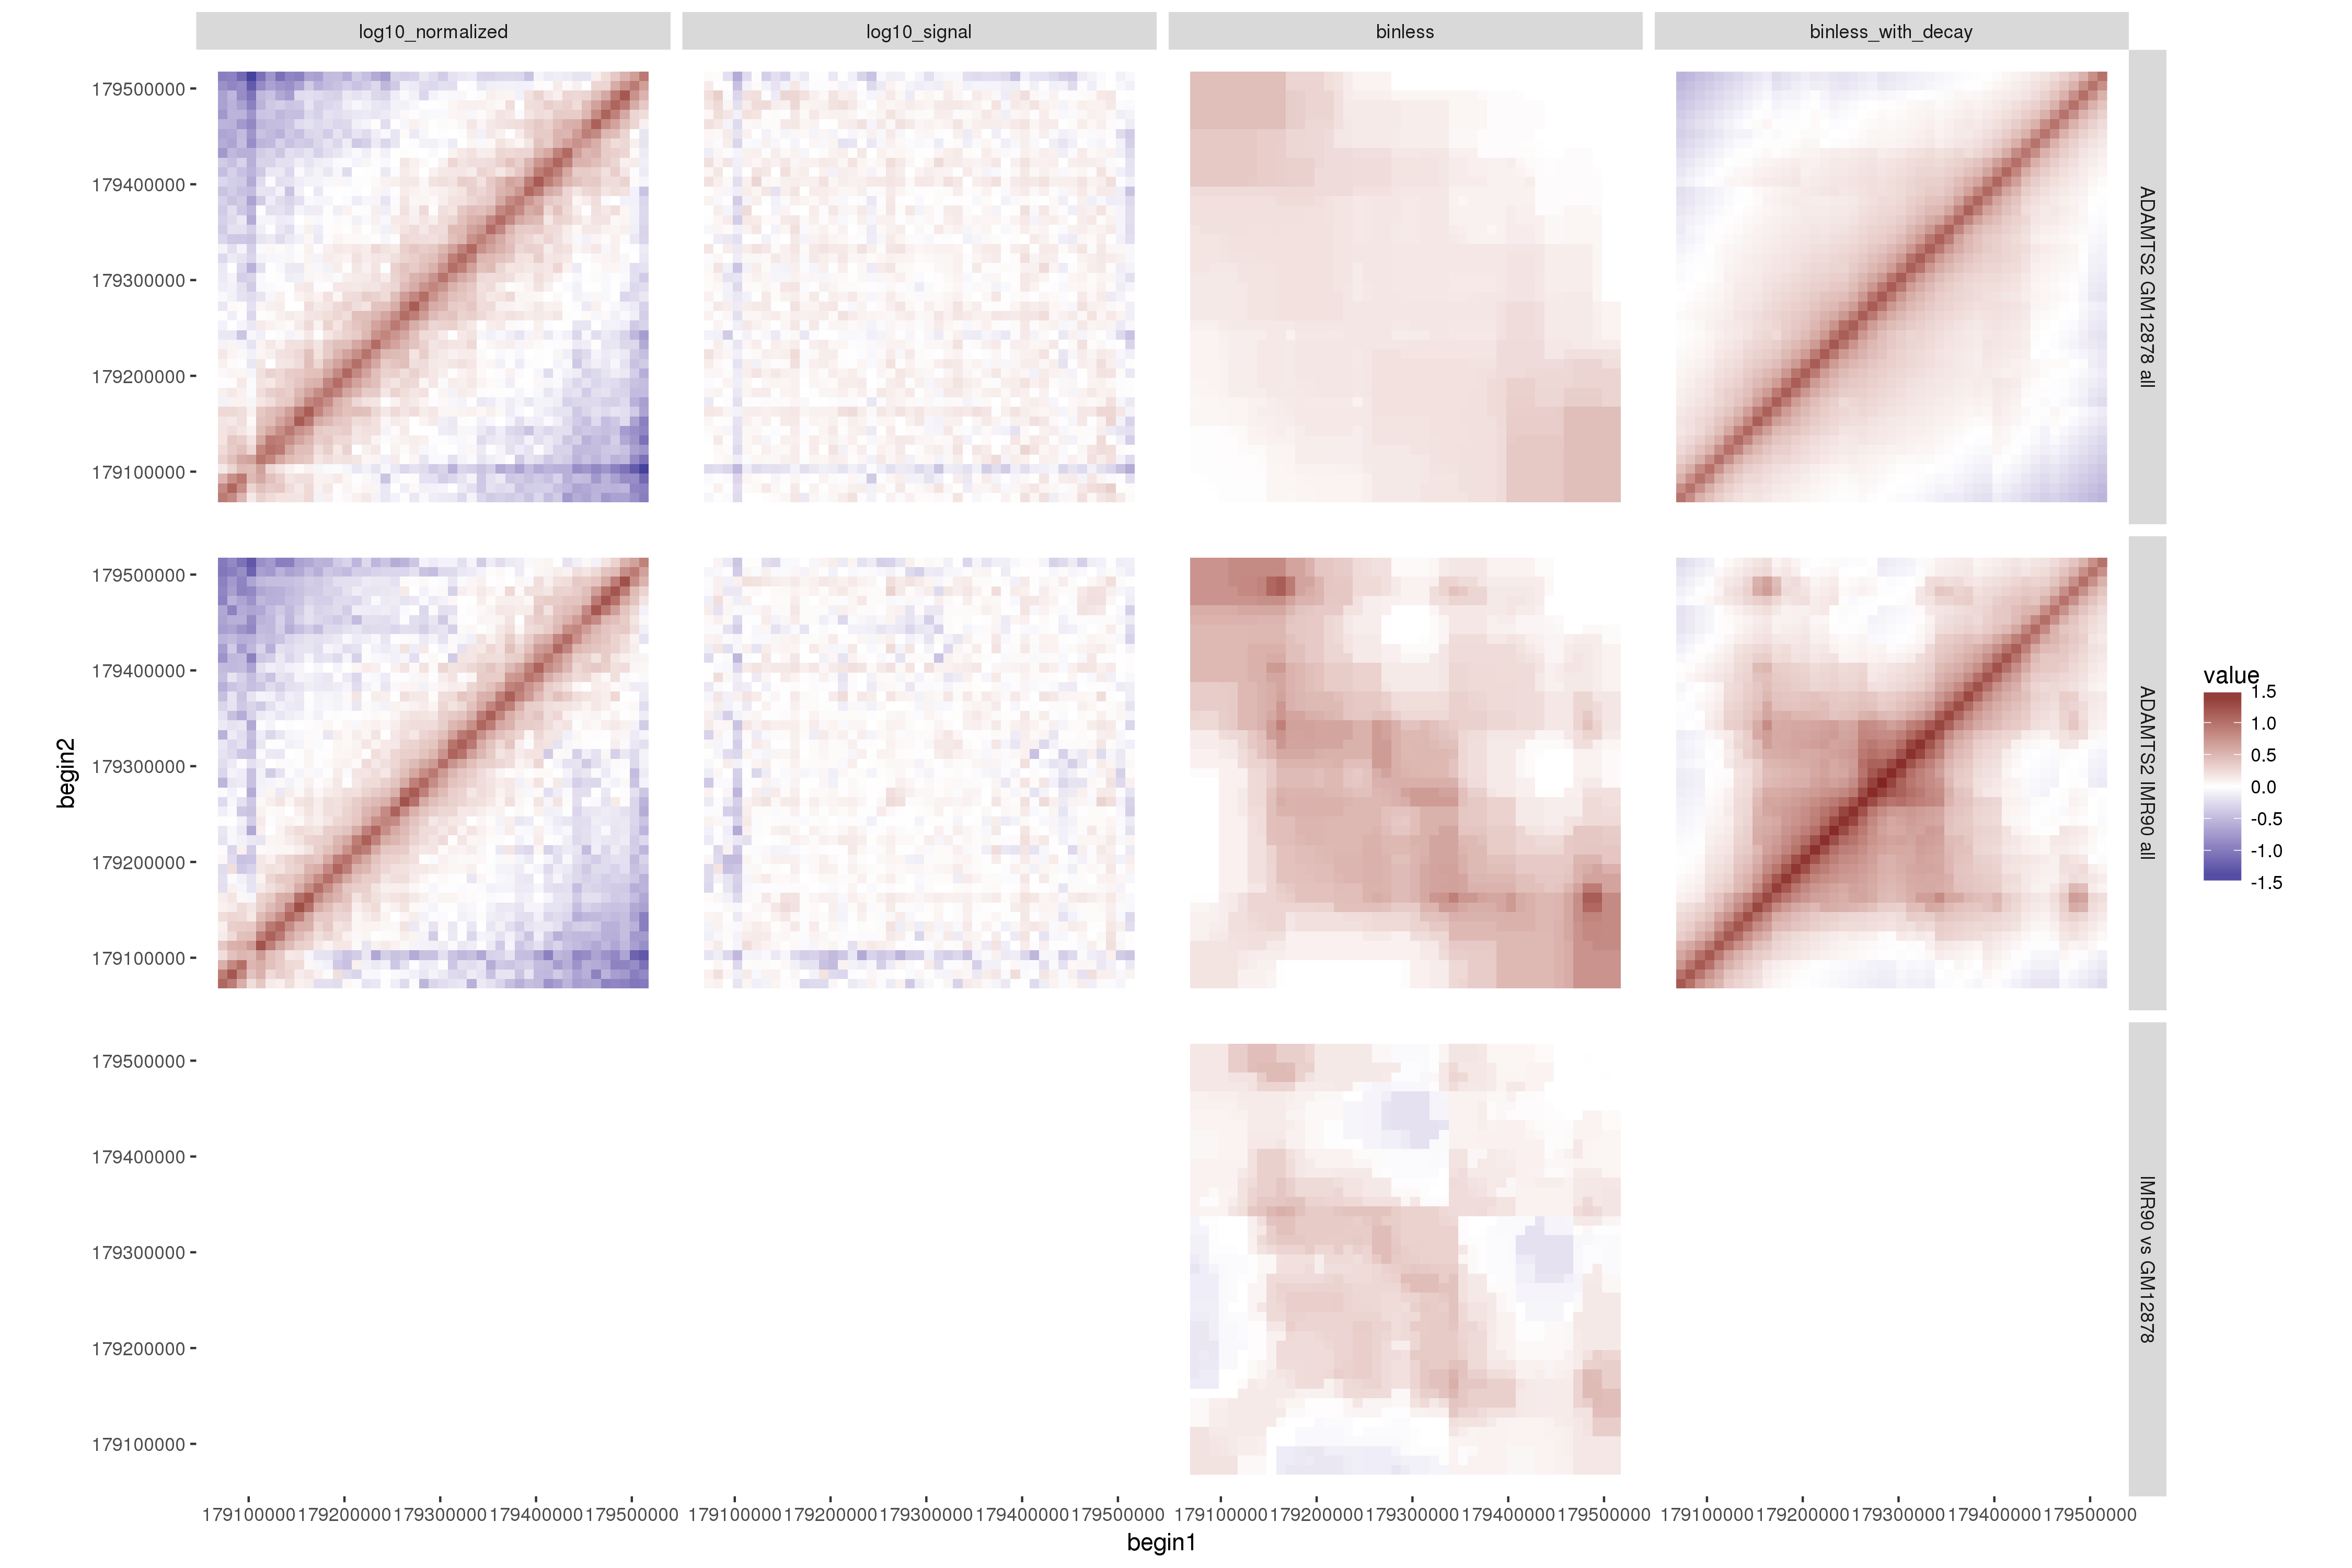 log10_normalized
log10_signal
binless
binless_with_decay
179500000
179400000
179300000
179200000
179100000
ADAMTS2 GM12878 all
179500000
179400000
179300000
179200000
179100000
ADAMTS2 IMR90 all
begin2
value
1.5
1.0
0.5
0.0
-0.5
-1.0
-1.5
179500000
179400000
179300000
179200000
179100000
IMR90 vs GM12878
179100000 179200000 179300000 179400000 179500000
179100000 179200000 179300000 179400000 179500000
179100000 179200000 179300000 179400000 179500000
179100000 179200000 179300000 179400000 179500000
begin1